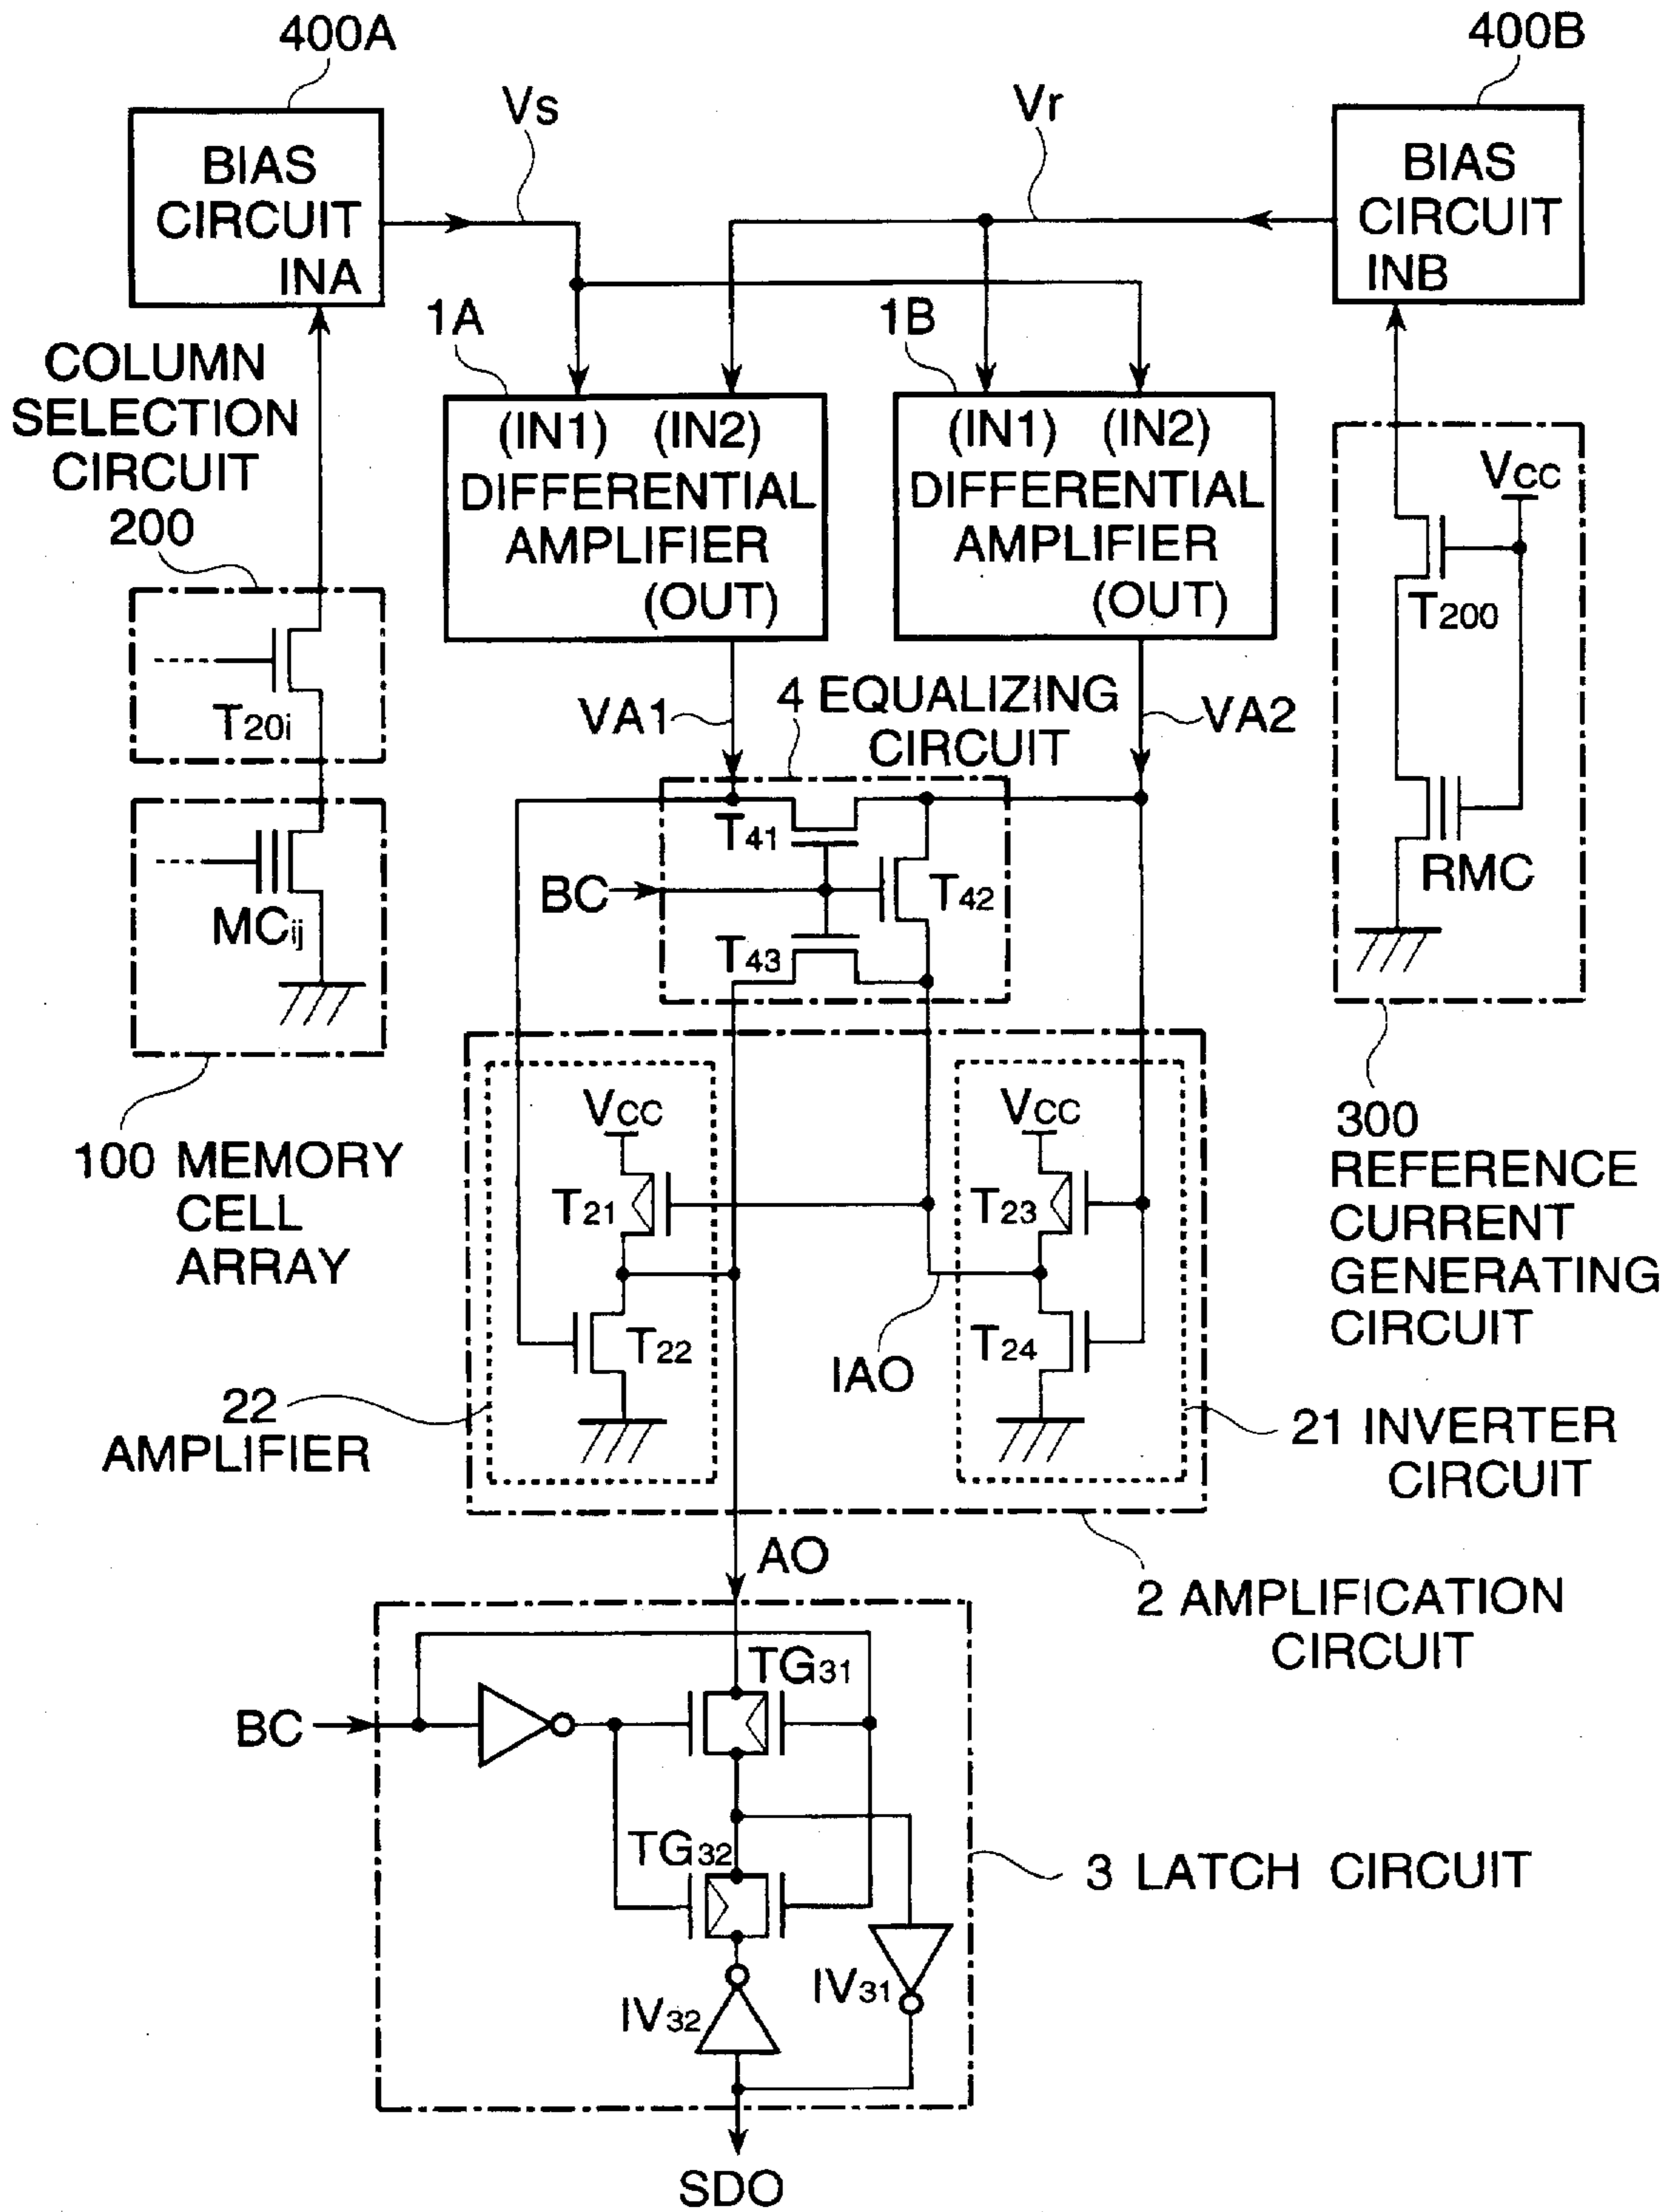 400A
400B
Vs
Vr
BIAS
CIRCUIT
INA
BIAS
CIRCUIT
INB
1A
1B
COLUMN
SELECTION
CIRCUIT
200
(IN1) (IN2)
DIFFERENTIAL
AMPLIFIER
(OUT)
(IN1) (IN2)
DIFFERENTIAL
AMPLIFIER
(OUT)
VCC
T200
T20i
VA1
4 EQUALIZING
CIRCUIT
VA2
T41
BC
T42
T43
MCij
RMC
100 MEMORY
CELL
ARRAY
300
REFERENCE
CURRENT
GENERATING
CIRCUIT
VCC
VCC
T21
T23
T22
T24
IAO
22
AMPLIFIER
21 INVERTER
CIRCUIT
AO
2 AMPLIFICATION
CIRCUIT
TG31
BC
TG32
3 LATCH CIRCUIT
IV31
IV32
SDO